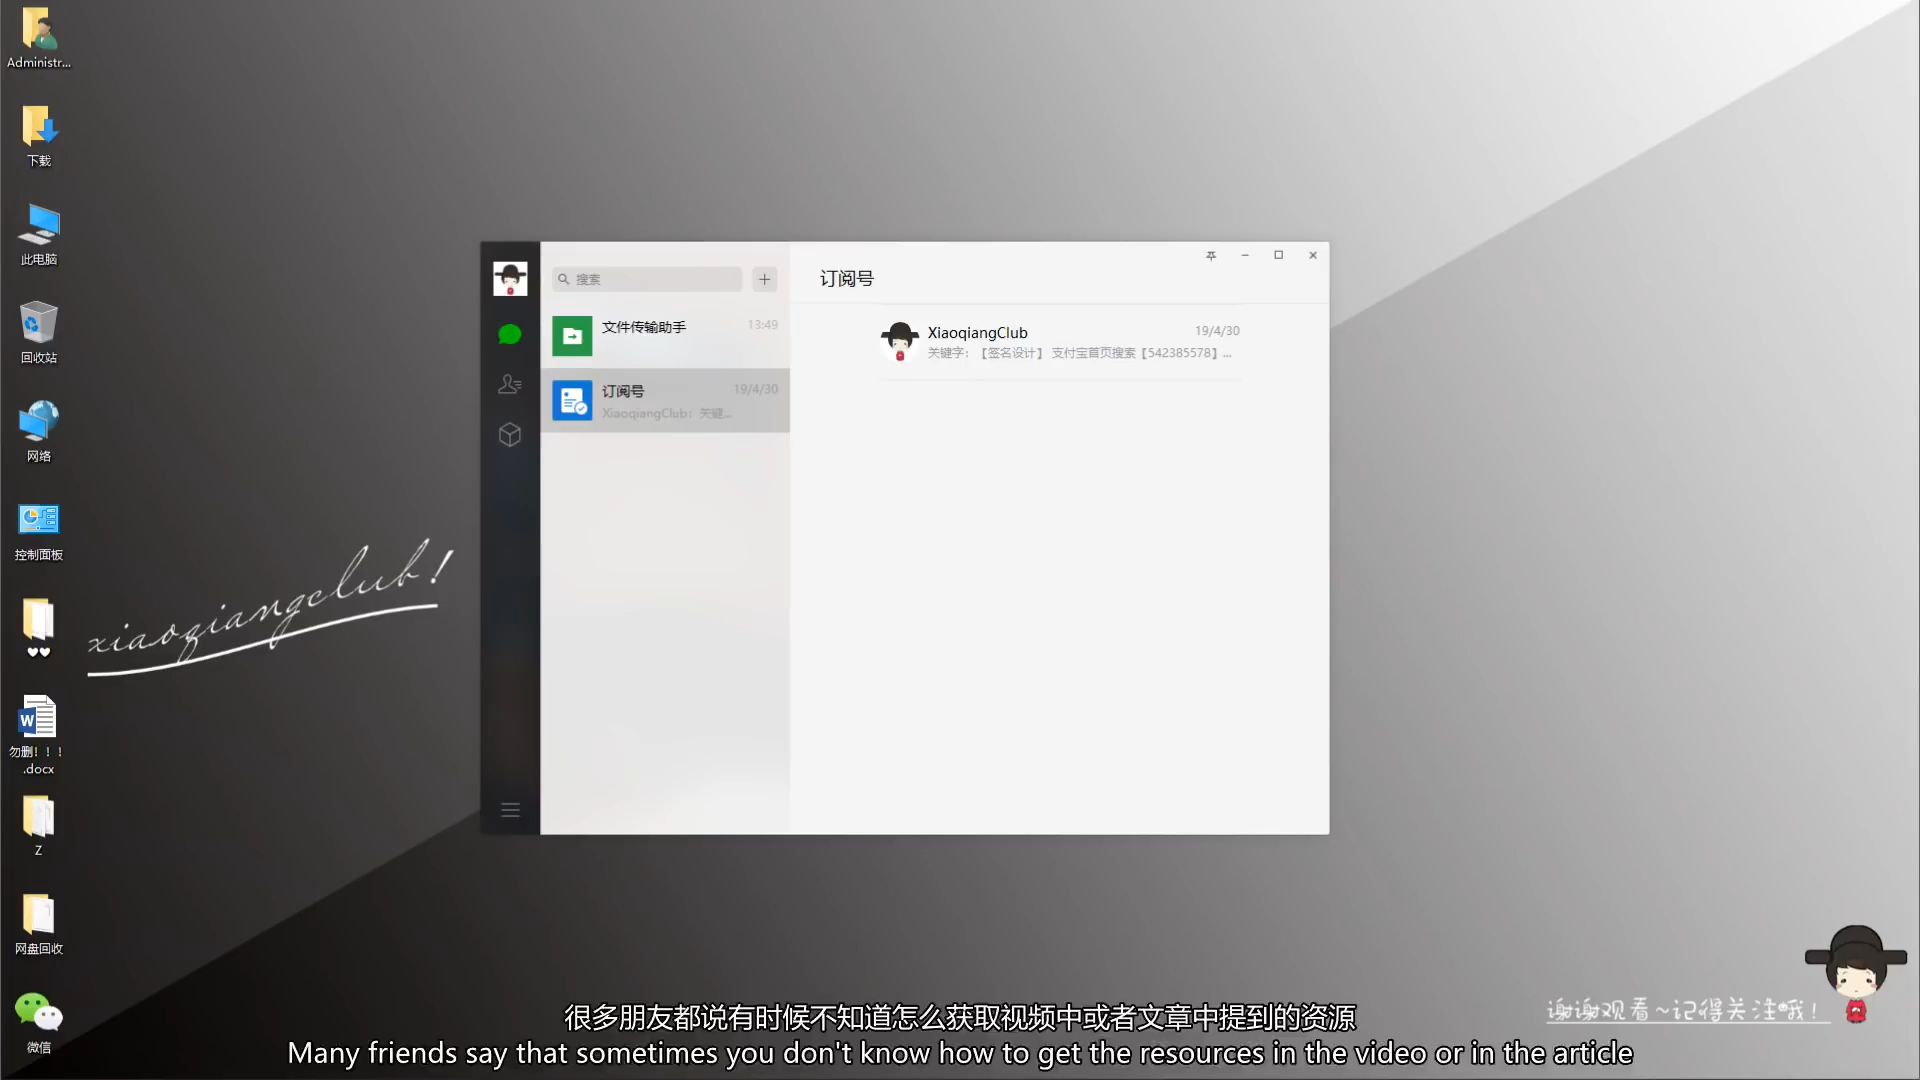 Administr...
下载
此电脑
回收站
网络
控制面板
♥♥
勿删！！！
.docx
Z
网盘回收
微信
xiaoqiangclub!
搜索
文件传输助手
13:49
订阅号
19/4/30
XiaoqiangClub：关键...
订阅号
XiaoqiangClub
19/4/30
关键字：【签名设计】 支付宝首页搜索【542385578】...
谢谢观看~记得关注哦！
很多朋友都说有时候不知道怎么获取视频中或者文章中提到的资源
Many friends say that sometimes you don't know how to get the resources in the video or in the article